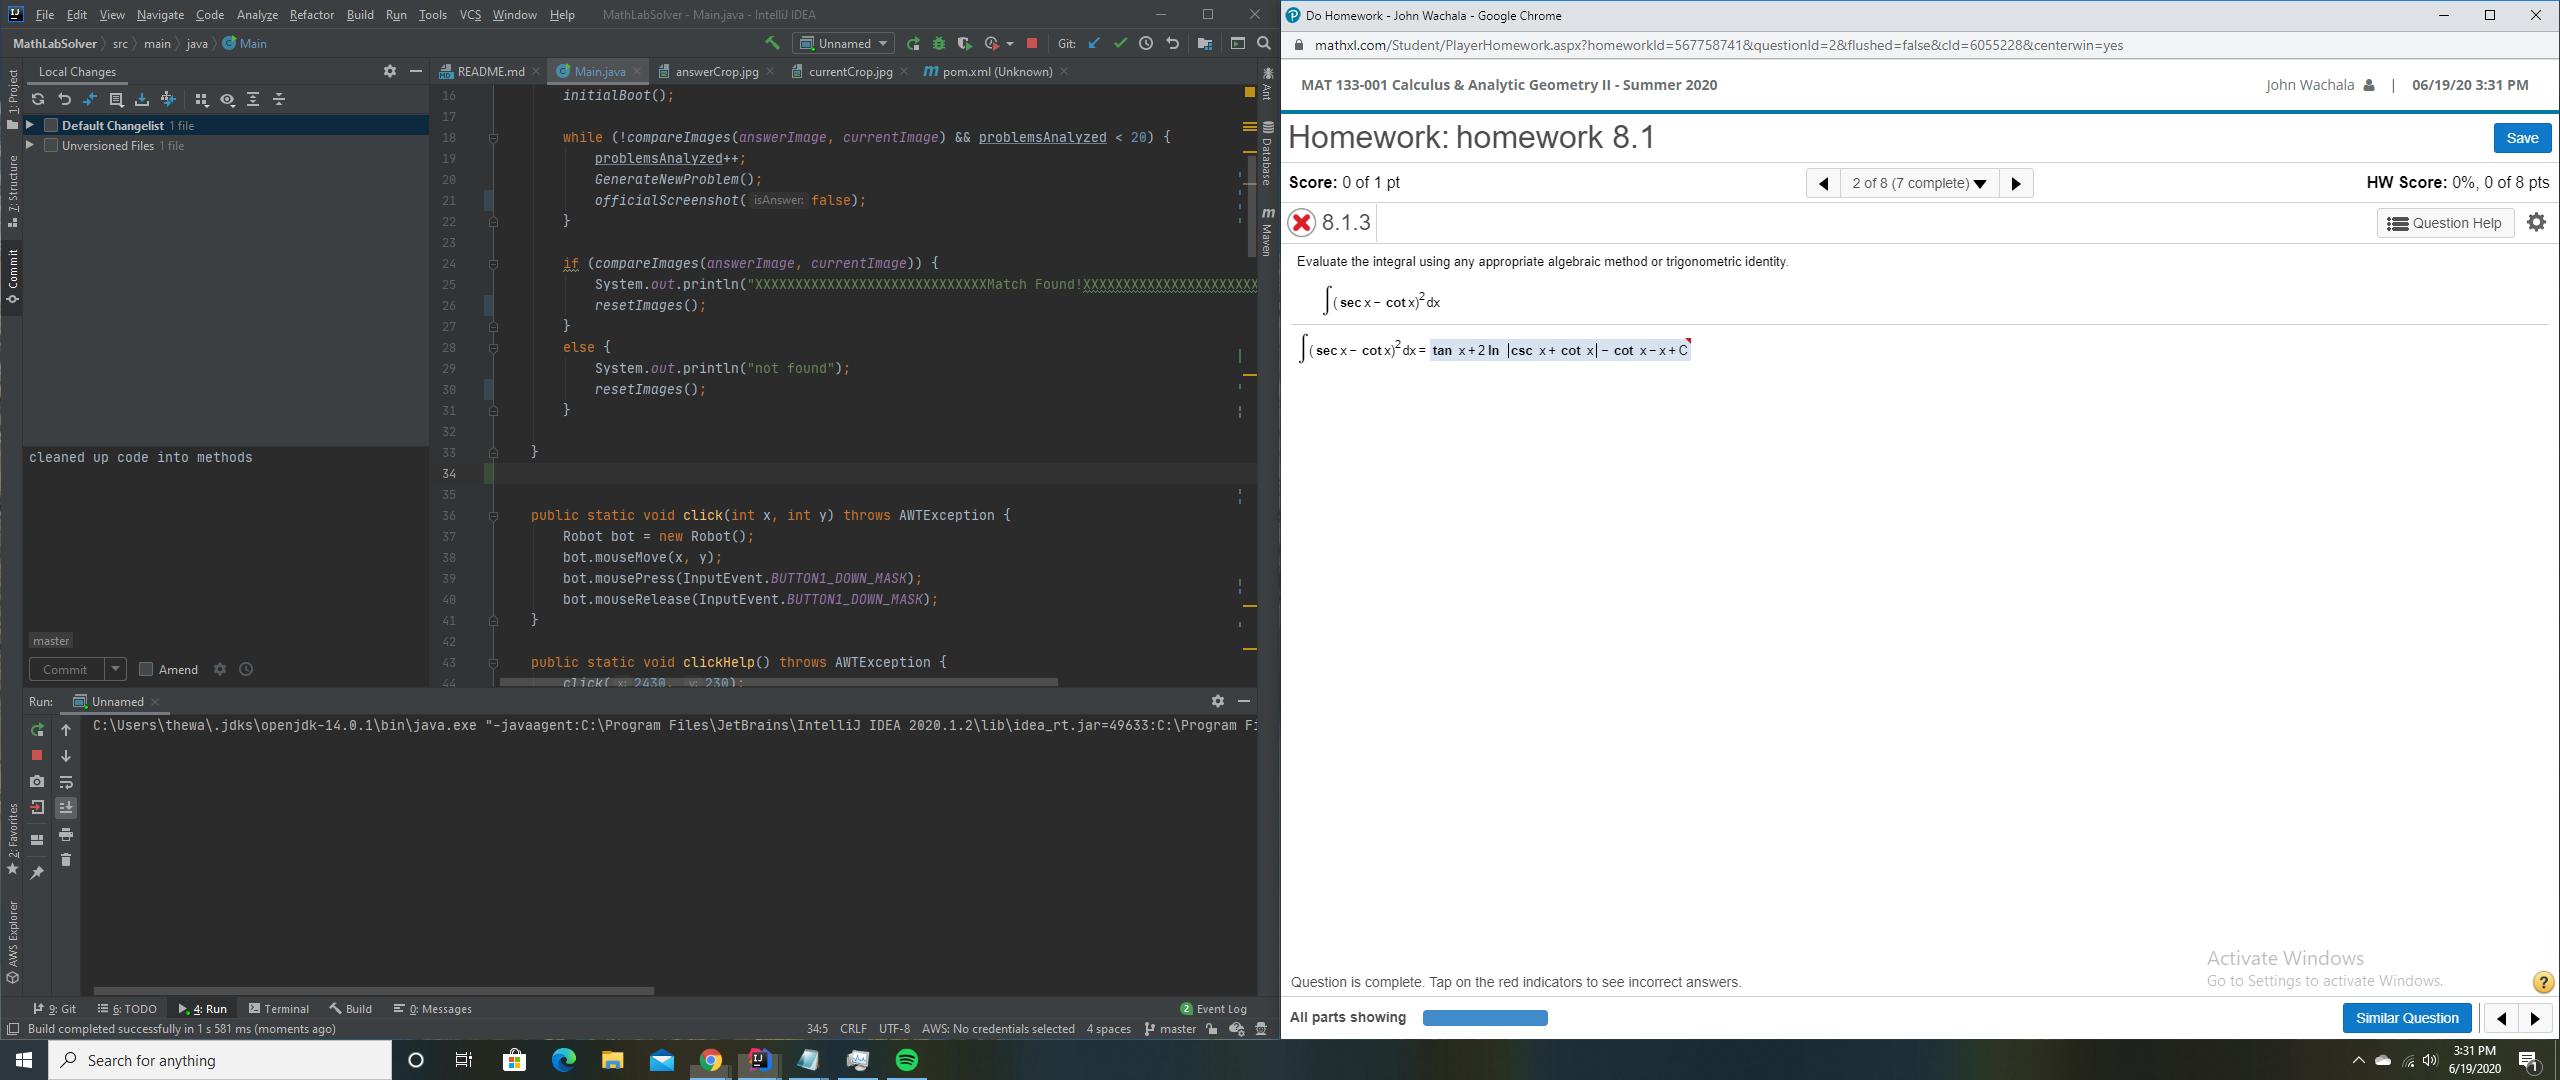 File Edit View Navigate Code Analyze Refactor Build Run Tools VCS Window Help MathLabSolver - Main.java - IntelliJ IDEA
MathLabSolver src main java Main
Unnamed Git:
Local Changes
README.md Main.java answerCrop.jpg currentCrop.jpg pom.xml (Unknown)
1: Project
7: Structure
Commit
2: Favorites
AWS Explorer
Default Changelist 1 file
Unversioned Files 1 file
cleaned up code into methods
master
Commit Amend
16 initialBoot();
17
18 while (!compareImages(answerImage, currentImage) && problemsAnalyzed < 20) {
19 problemsAnalyzed++;
20 GenerateNewProblem();
21 officialScreenshot( isAnswer: false);
22 }
23
24 if (compareImages(answerImage, currentImage)) {
25 System.out.println("XXXXXXXXXXXXXXXXXXXXXXXXXXXXXMatch Found!XXXXXXXXXXXXXXXXXXXXXX
26 resetImages();
27 }
28 else {
29 System.out.println("not found");
30 resetImages();
31 }
32
33 }
34
35
36 public static void click(int x, int y) throws AWTException {
37 Robot bot = new Robot();
38 bot.mouseMove(x, y);
39 bot.mousePress(InputEvent.BUTTON1_DOWN_MASK);
40 bot.mouseRelease(InputEvent.BUTTON1_DOWN_MASK);
41 }
42
43 public static void clickHelp() throws AWTException {
44 click( x: 2430, y: 230);
Ant
Database
Maven
Run: Unnamed
C:\Users\thewa\.jdks\openjdk-14.0.1\bin\java.exe "-javaagent:C:\Program Files\JetBrains\IntelliJ IDEA 2020.1.2\lib\idea_rt.jar=49633:C:\Program Fi
9: Git 6: TODO 4: Run Terminal Build 0: Messages 2 Event Log
Build completed successfully in 1 s 581 ms (moments ago) 34:5 CRLF UTF-8 AWS: No credentials selected 4 spaces master
Do Homework - John Wachala - Google Chrome
mathxl.com/Student/PlayerHomework.aspx?homeworkId=567758741&questionId=2&flushed=false&cId=6055228&centerwin=yes
MAT 133-001 Calculus & Analytic Geometry II - Summer 2020 John Wachala | 06/19/20 3:31 PM
Homework: homework 8.1 Save
Score: 0 of 1 pt 2 of 8 (7 complete) HW Score: 0%, 0 of 8 pts
8.1.3 Question Help
Evaluate the integral using any appropriate algebraic method or trigonometric identity.
∫(sec x − cot x)² dx
∫(sec x − cot x)² dx = tan x + 2 ln |csc x + cot x| − cot x − x + C
Activate Windows
Go to Settings to activate Windows.
Question is complete. Tap on the red indicators to see incorrect answers.
?
All parts showing Similar Question
Search for anything
3:31 PM
6/19/2020
1